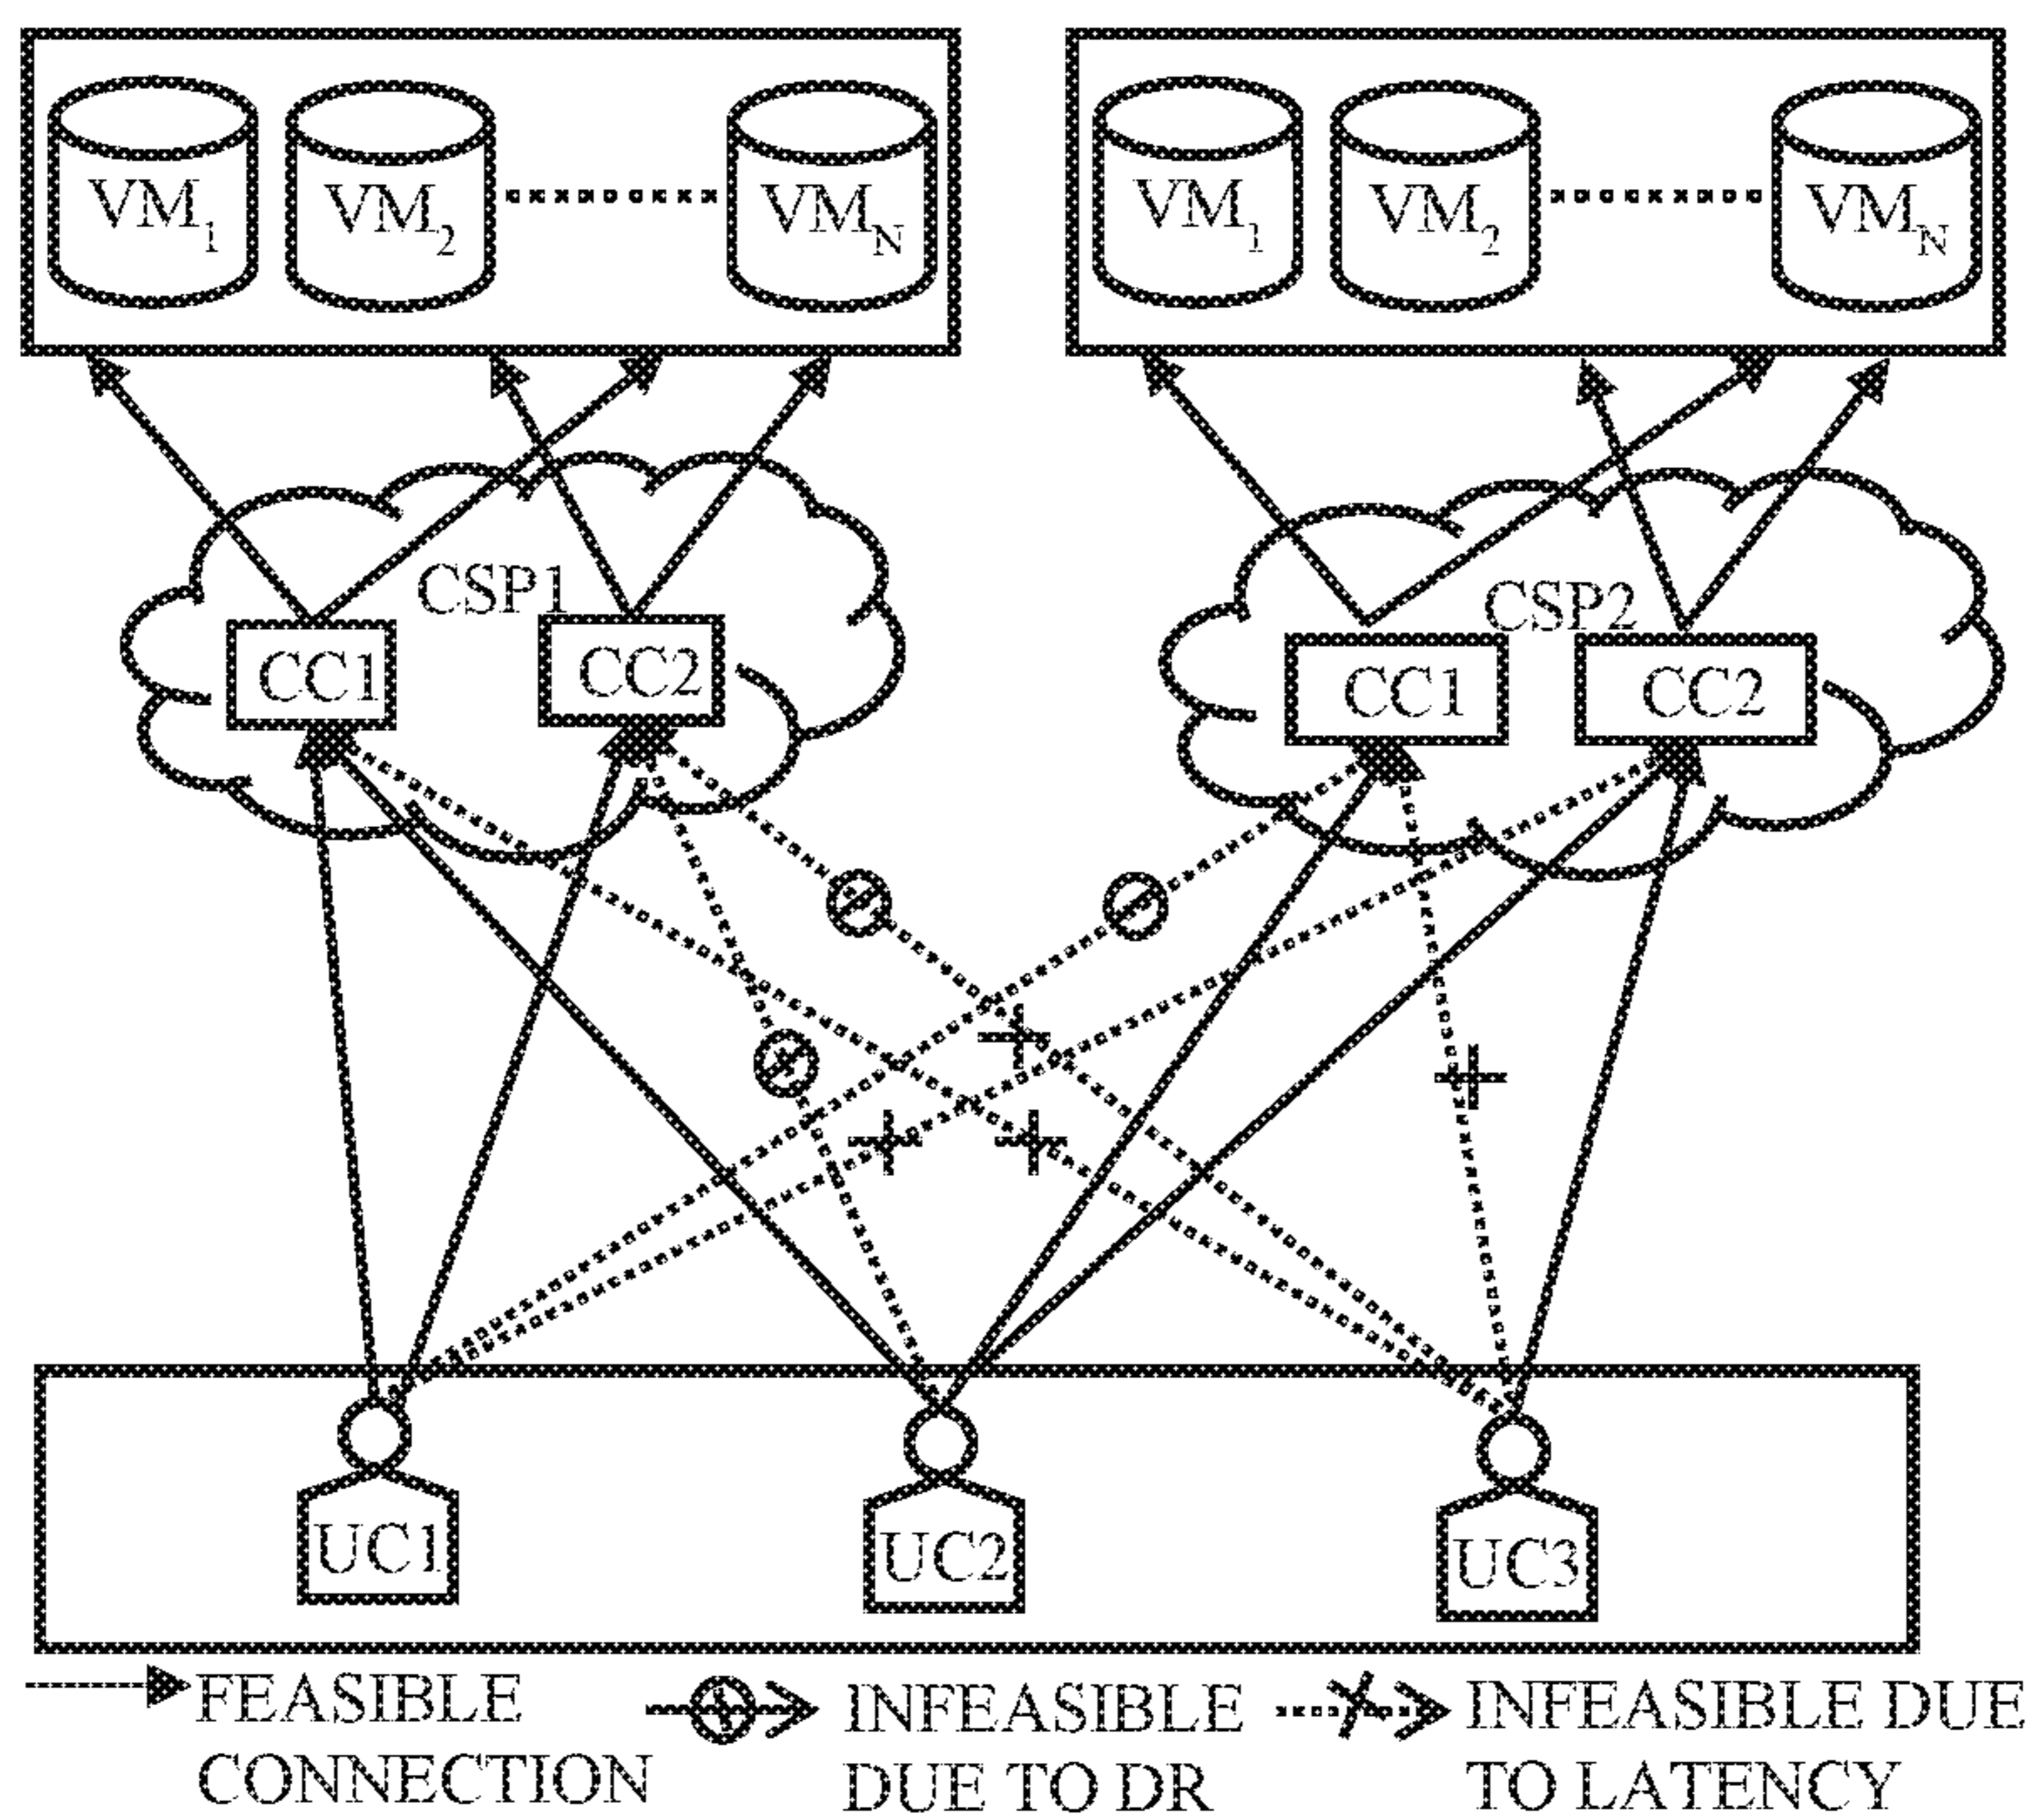 VM1 VM2 VMN VM1 VM2 VMN
CSP1 CSP2
CC1 CC2 CC1 CC2
UC1 UC2 UC3
FEASIBLE CONNECTION
INFEASIBLE DUE TO DR
INFEASIBLE DUE TO LATENCY